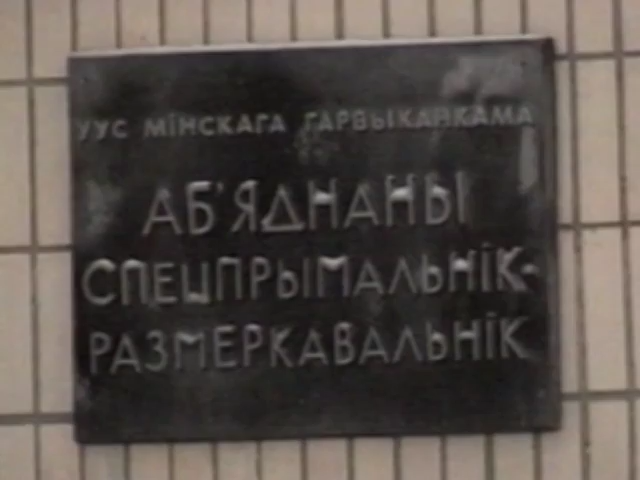 УУС МІНСКАГА ГАРВЫКАНКАМА
АБ'ЯДНАНЫ
СПЕЦПРЫМАЛЬНІК-
РАЗМЕРКАВАЛЬНІК